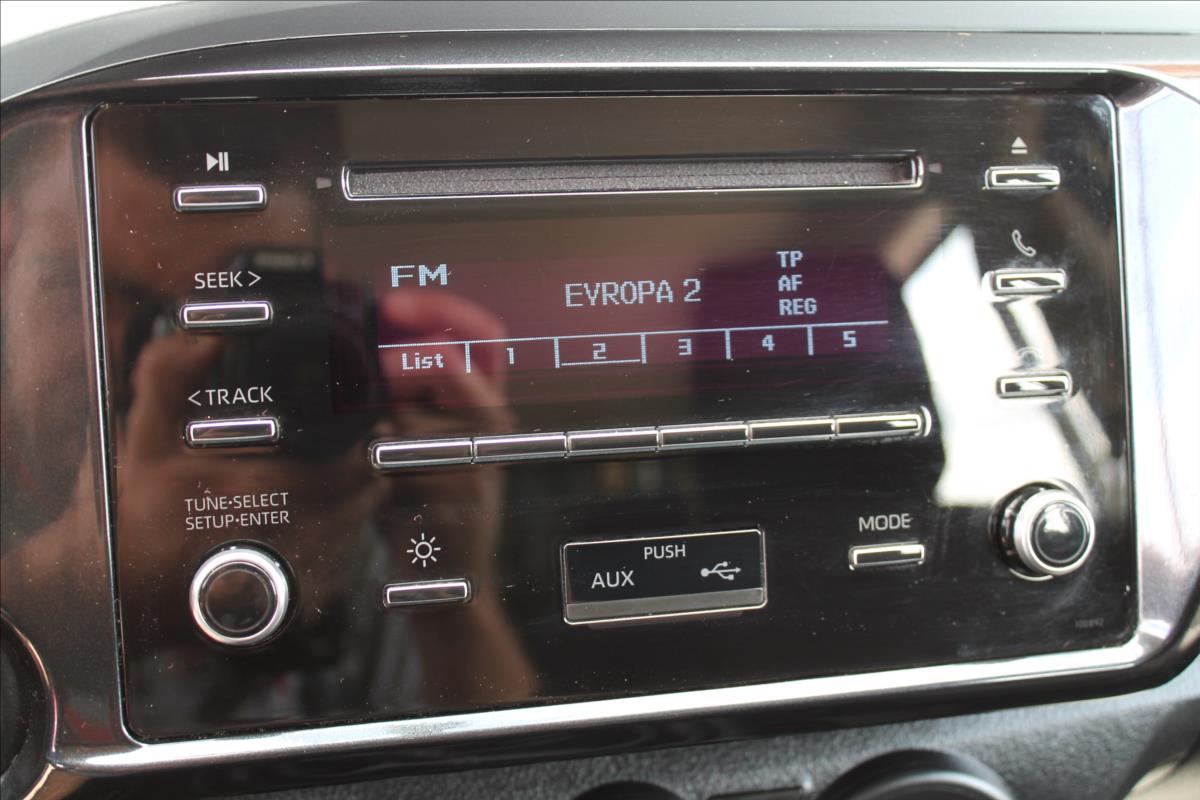 SEEK >
< TRACK
TUNE·SELECT
SETUP·ENTER
FM
EVROPA 2
TP
AF
REG
List 1 2 3 4 5
PUSH
AUX
MODE
100892